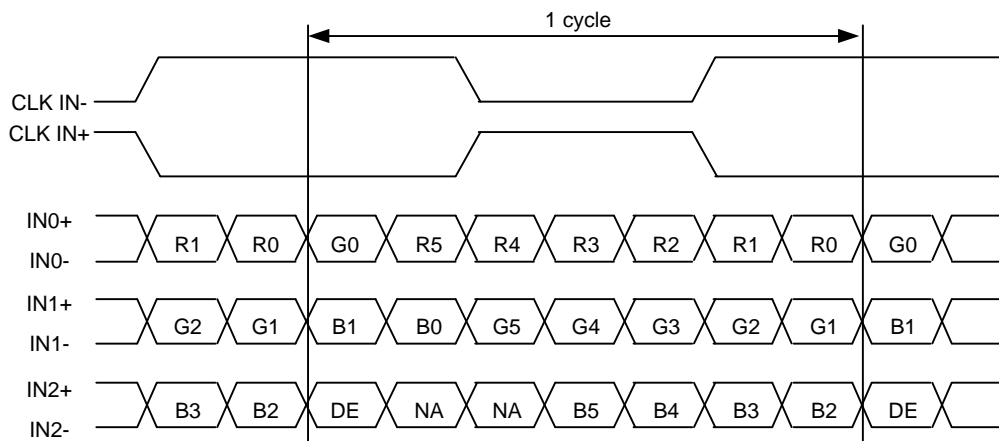 1 cycle
CLK IN-
CLK IN+
IN0+
R1 R0 G0 R5 R4 R3 R2 R1 R0 G0
IN0-
IN1+
G2 G1 B1 B0 G5 G4 G3 G2 G1 B1
IN1-
IN2+
B3 B2 DE NA NA B5 B4 B3 B2 DE
IN2-